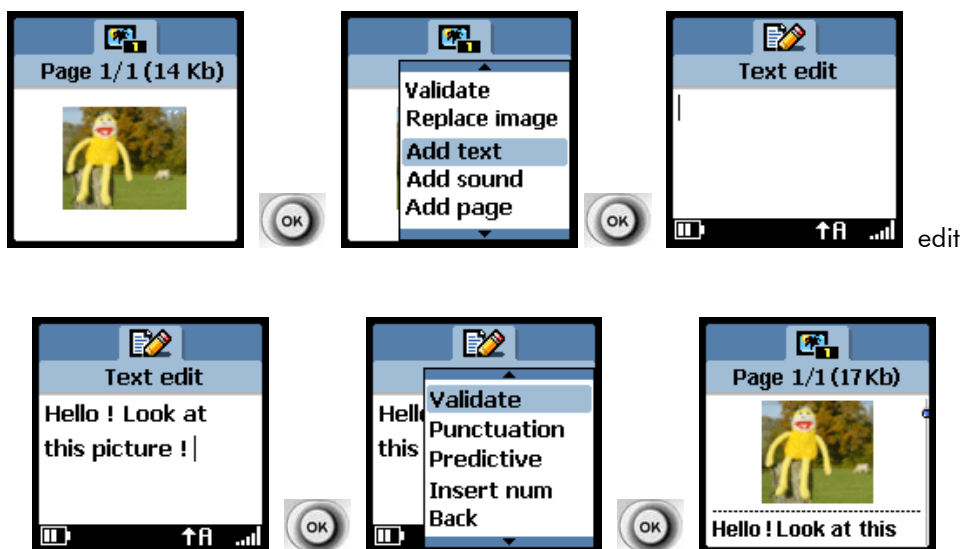 Page 1/1 (14 Kb)
OK
Validate
Replace image
Add text
Add sound
Add page
OK
Text edit
A
edit
Text edit
Hello ! Look at
this picture !
A
OK
Hell
this
Validate
Punctuation
Predictive
Insert num
Back
OK
Page 1/1 (17 Kb)
Hello ! Look at this